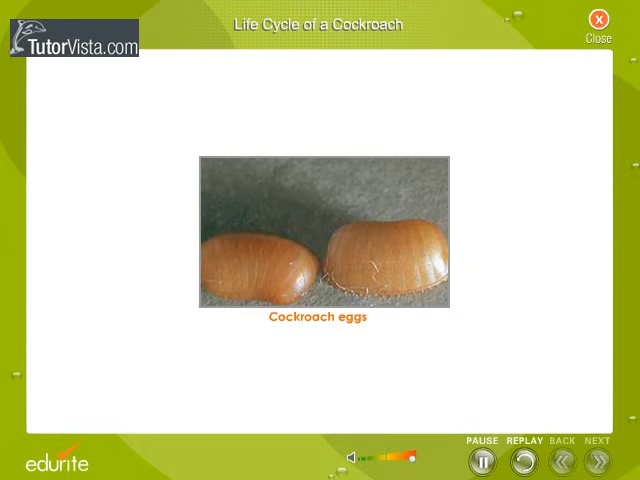 Life Cycle of a Cockroach
TutorVista.com
X
Close
Cockroach eggs
PAUSE REPLAY BACK NEXT
edurite